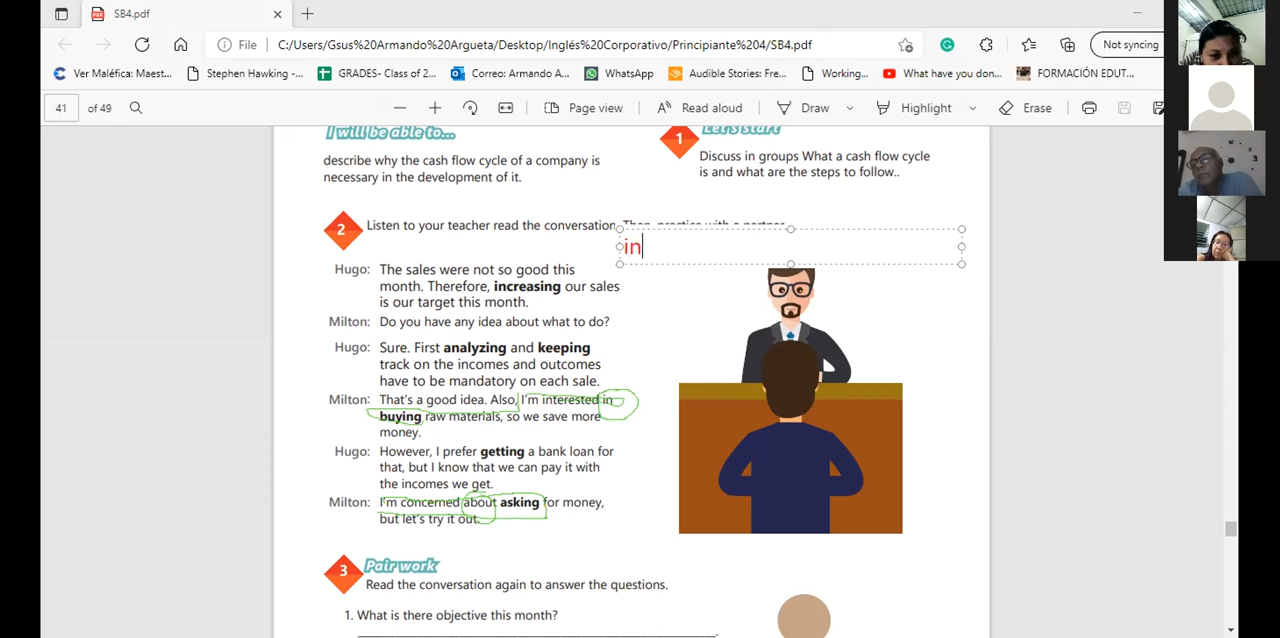 SB4.pdf
File
C:/Users/Gsus%20Armando%20Argueta/Desktop/Inglés%20Corporativo/Principiante%204/SB4.pdf
Not syncing
Ver Maléfica: Maest...
Stephen Hawking -...
GRADES- Class of 2...
Correo: Armando A...
WhatsApp
Audible Stories: Fre...
Working...
What have you don...
FORMACIÓN EDUT...
41 of 49
Page view
Read aloud
Draw
Highlight
Erase
I will be able to...
describe why the cash flow cycle of a company is
necessary in the development of it.
1 Let's start
Discuss in groups What a cash flow cycle
is and what are the steps to follow..
2 Listen to your teacher read the conversation. Then, practice with a partner
in
Hugo: The sales were not so good this
month. Therefore, increasing our sales
is our target this month.
Milton: Do you have any idea about what to do?
Hugo: Sure. First analyzing and keeping
track on the incomes and outcomes
have to be mandatory on each sale.
Milton: That's a good idea. Also, I'm interested in
buying raw materials, so we save more
money.
Hugo: However, I prefer getting a bank loan for
that, but I know that we can pay it with
the incomes we get.
Milton: I'm concerned about asking for money,
but let's try it out.
3 Pair work
Read the conversation again to answer the questions.
1. What is there objective this month?